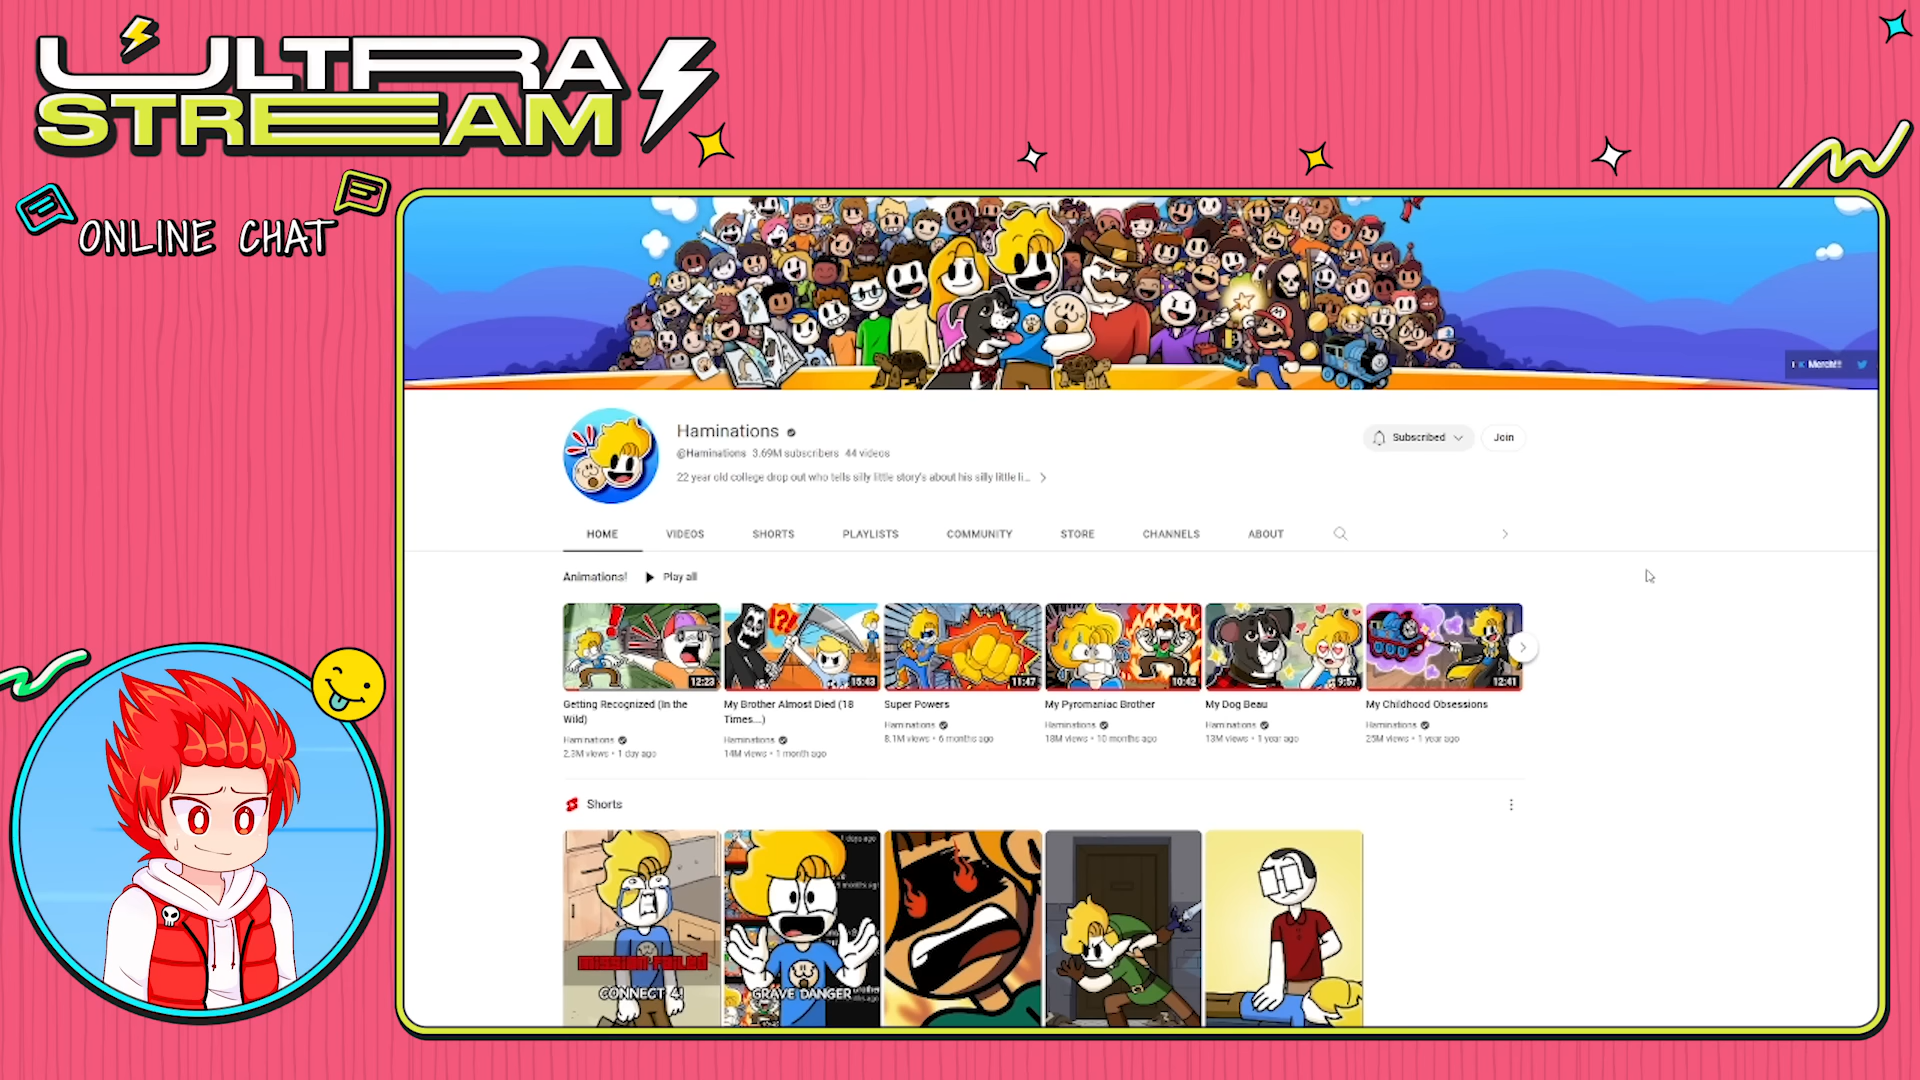 ULTRA
STREAM
ONLINE CHAT
Merch!!!
Haminations
@Haminations 3.69M subscribers 44 videos
22 year old college drop out who tells silly little story's about his silly little li...
Subscribed
Join
HOME
VIDEOS
SHORTS
PLAYLISTS
COMMUNITY
STORE
CHANNELS
ABOUT
Animations!
Play all
12:23
15:43
11:47
10:42
9:57
12:41
Getting Recognized (In the
Wild)
Haminations
2.3M views • 1 day ago
My Brother Almost Died (18
Times...)
Haminations
14M views • 1 month ago
Super Powers
Haminations
8.1M views • 6 months ago
My Pyromaniac Brother
Haminations
18M views • 10 months ago
My Dog Beau
Haminations
13M views • 1 year ago
My Childhood Obsessions
Haminations
25M views • 1 year ago
Shorts
mission failed
CONNECT 4!
GRAVE DANGER